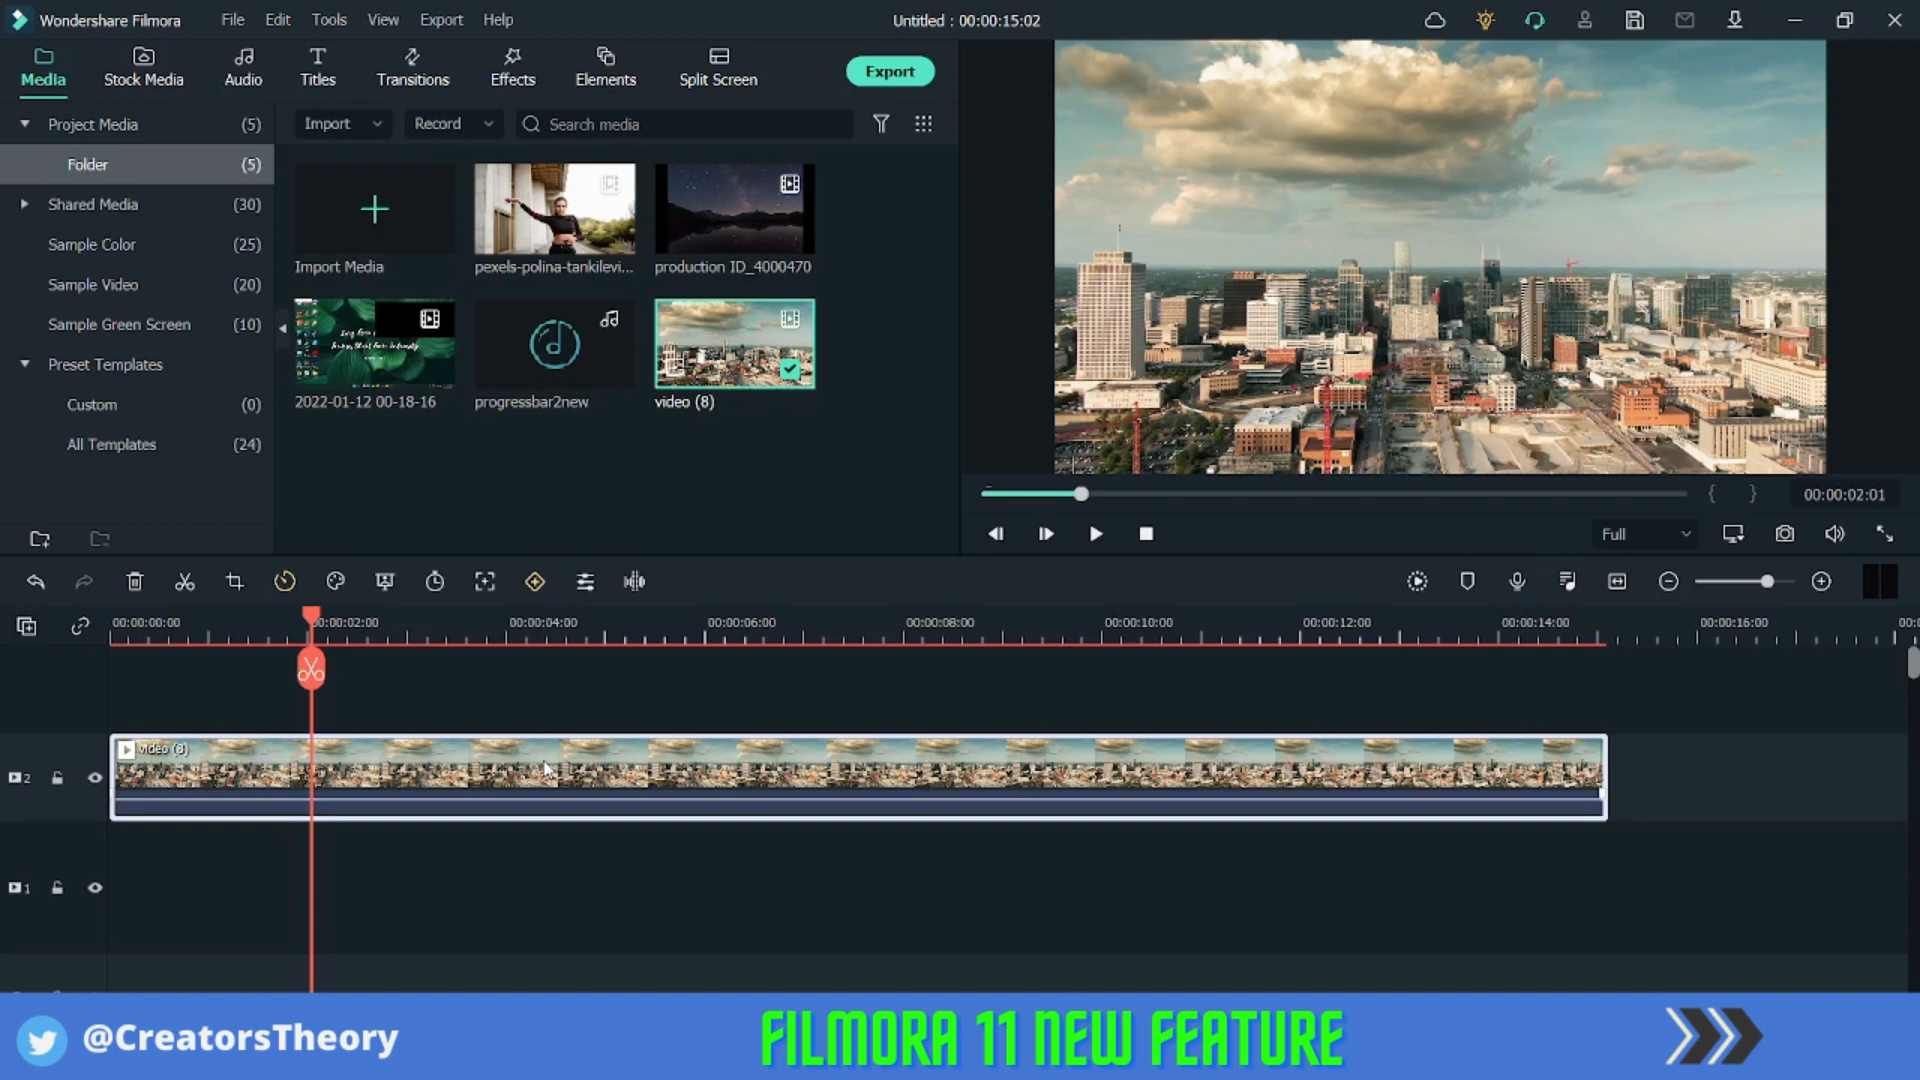 Wondershare Filmora
File
Edit
Tools
View
Export
Help
Untitled : 00:00:15:02
Media
Stock Media
Audio
Titles
Transitions
Effects
Elements
Split Screen
Export
Project Media (5)
Folder (5)
Shared Media (30)
Sample Color (25)
Sample Video (20)
Sample Green Screen (10)
Preset Templates
Custom (0)
All Templates (24)
Import
Record
Search media
Import Media
pexels-polina-tankilevi...
production ID_4000470
2022-01-12 00-18-16
progressbar2new
video (8)
00:00:02:01
Full
00:00:00:00
00:00:02:00
00:00:04:00
00:00:06:00
00:00:08:00
00:00:10:00
00:00:12:00
00:00:14:00
00:00:16:00
00:0
video (8)
2
1
@CreatorsTheory
FILMORA 11 NEW FEATURE